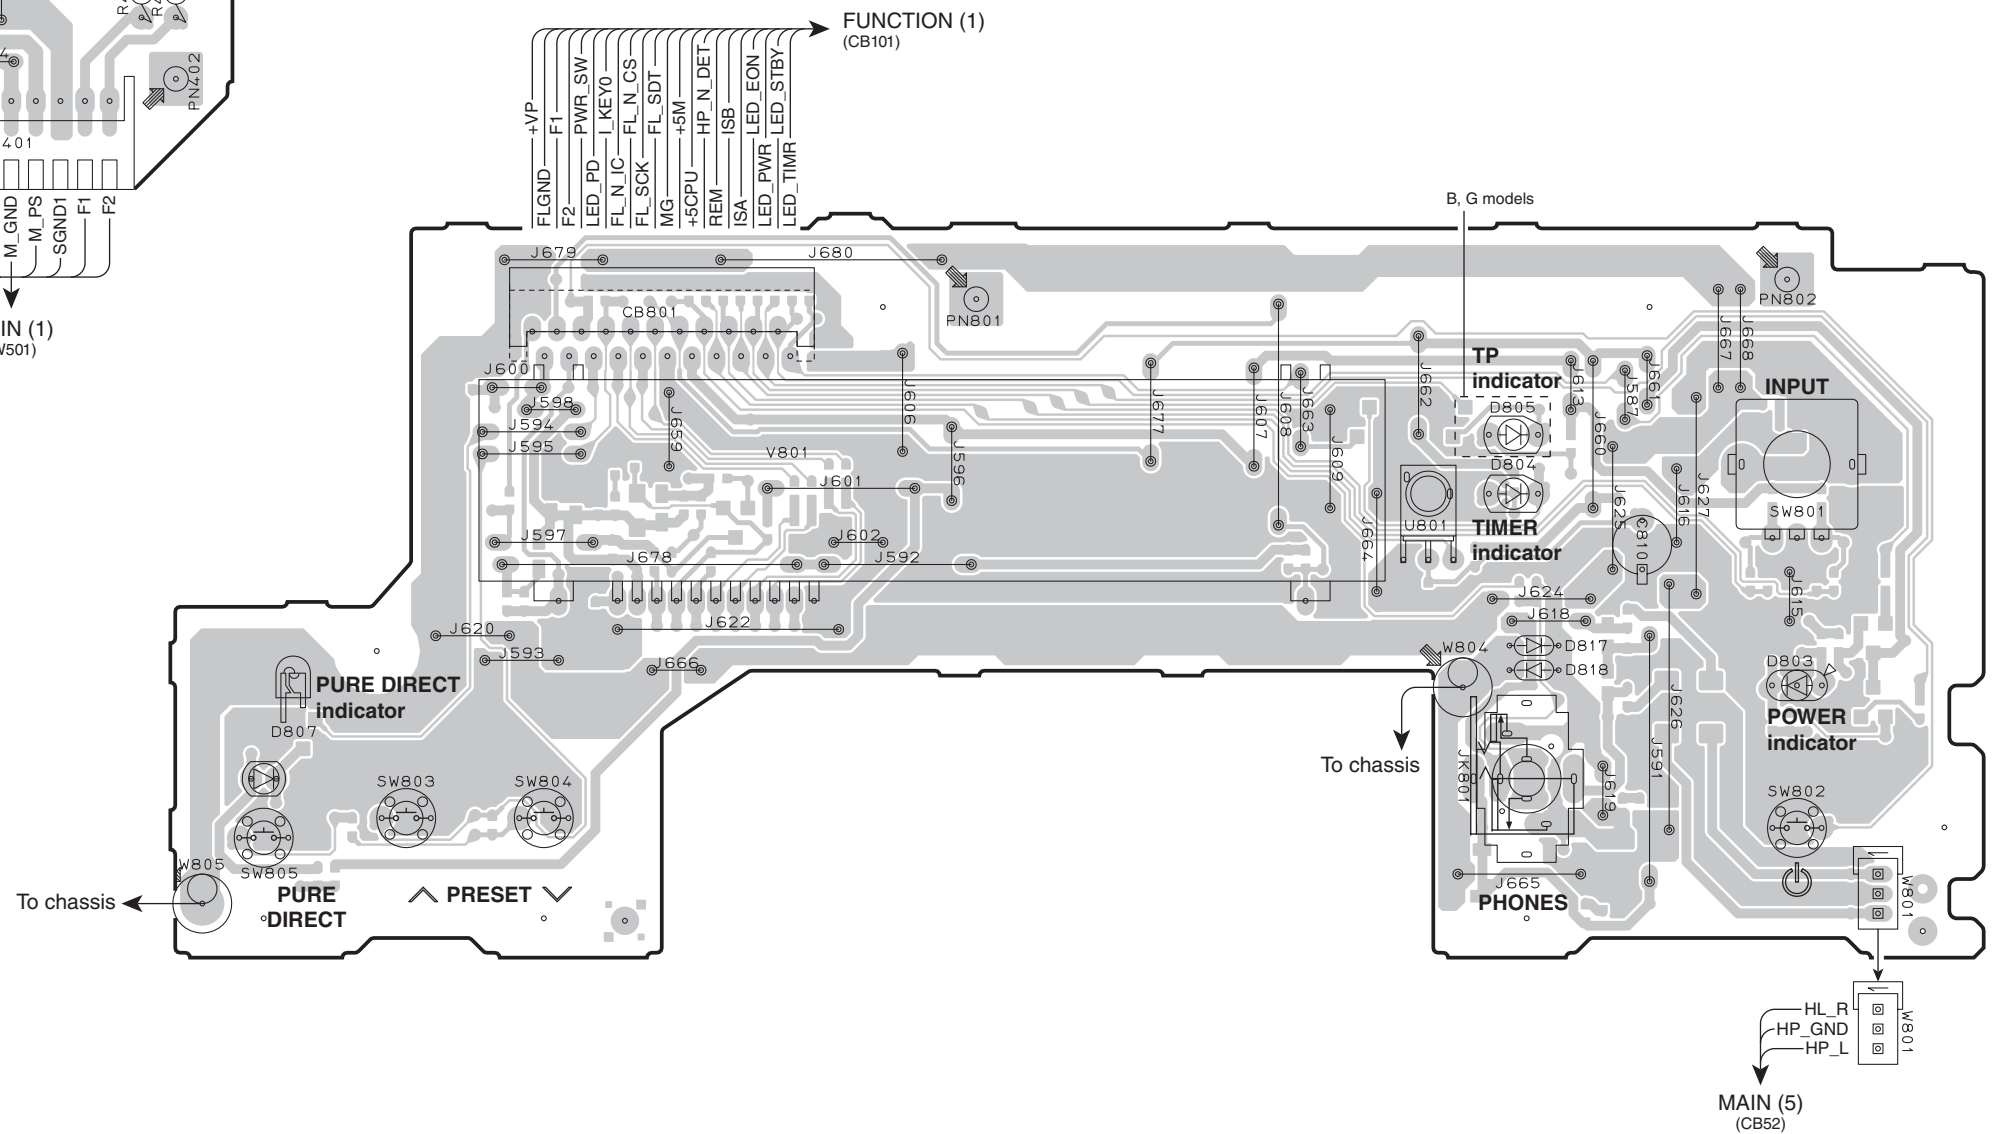 FUNCTION (1)
(CB101)
PN402
401
M_GND
M_PS
SGND1
F1
F2
IN (1)
+VP
FLGND
F1
F2
PWR_SW
LED_PD
I_KEY0
FL_N_IC
FL_N_CS
FL_SCK
FL_SDT
MG
+5M
+5CPU
HP_N_DET
REM
ISB
ISA
LED_EON
LED_PWR
LED_STBY
LED_TIMR
B, G models
J679
J680
CB801
PN801
PN802
J667
J668
J600
J598
J594
J595
J659
V801
J601
J606
J596
J677
J607
J608
J663
J609
J662
TP
indicator
D805
D804
U801
TIMER
indicator
J613
J660
J587
J661
INPUT
SW801
J625
C810
J616
J627
J597
J602
J678
J592
J664
J624
J618
J615
J620
J593
J622
J666
W804
D817
D818
D803
POWER
indicator
PURE DIRECT
indicator
D807
SW803
SW804
SW805
W805
To chassis
PURE
DIRECT
PRESET
To chassis
JK801
J619
J591
J626
SW802
J665
PHONES
W801
HL_R
HP_GND
HP_L
W801
MAIN (5)
(CB52)